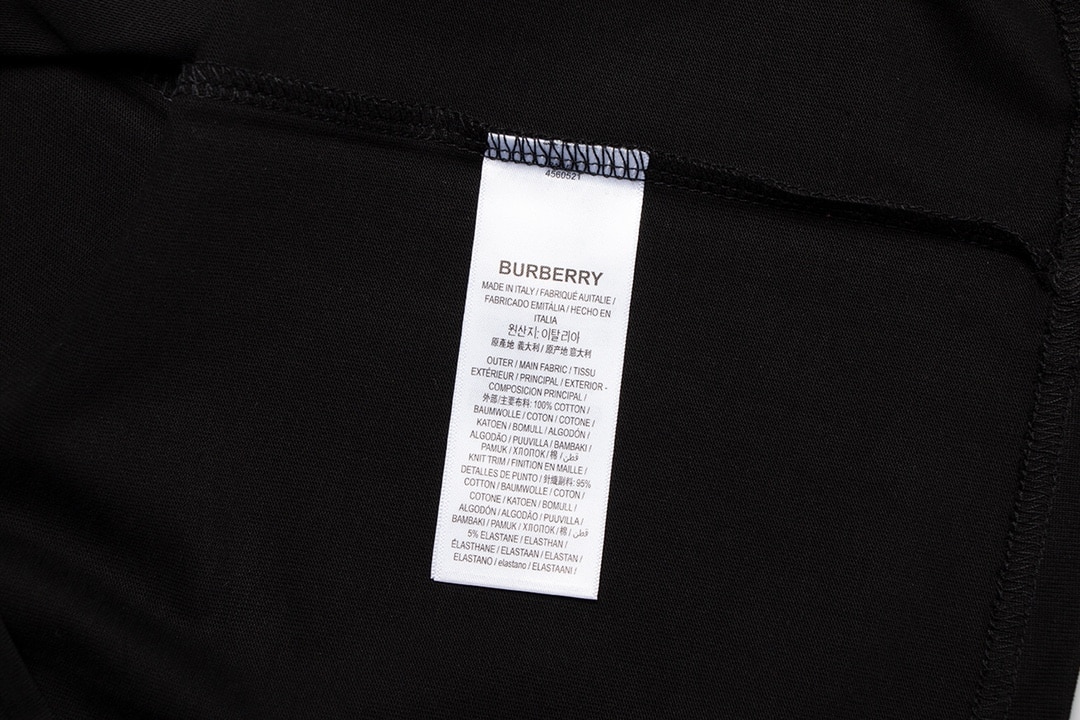 4560521
BURBERRY
MADE IN ITALY / FABRIQUÉ AUITALIE /
FABRICADO EMITÁLIA / HECHO EN
ITALIA
원산지: 이탈리아
原產地 義大利 / 原产地 意大利
OUTER / MAIN FABRIC / TISSU
EXTÉRIEUR / PRINCIPAL / EXTERIOR -
COMPOSICION PRINCIPAL /
外部/主要布料: 100% COTTON /
BAUMWOLLE / COTON / COTONE /
KATOEN / BOMULL / ALGODÓN /
ALGODÃO / PUUVILLA / BAMBAKI /
PAMUK / ХЛОПОК / 棉 / قطن
KNIT TRIM / FINITION EN MAILLE /
DETALLES DE PUNTO / 針織副料: 95%
COTTON / BAUMWOLLE / COTON /
COTONE / KATOEN / BOMULL /
ALGODÓN / ALGODÃO / PUUVILLA /
BAMBAKI / PAMUK / ХЛОПОК / 棉 / قطن
5% ELASTANE / ELASTHAN /
ÉLASTHANE / ELASTAAN / ELASTAN /
ELASTANO / elastano / ELASTAANI /